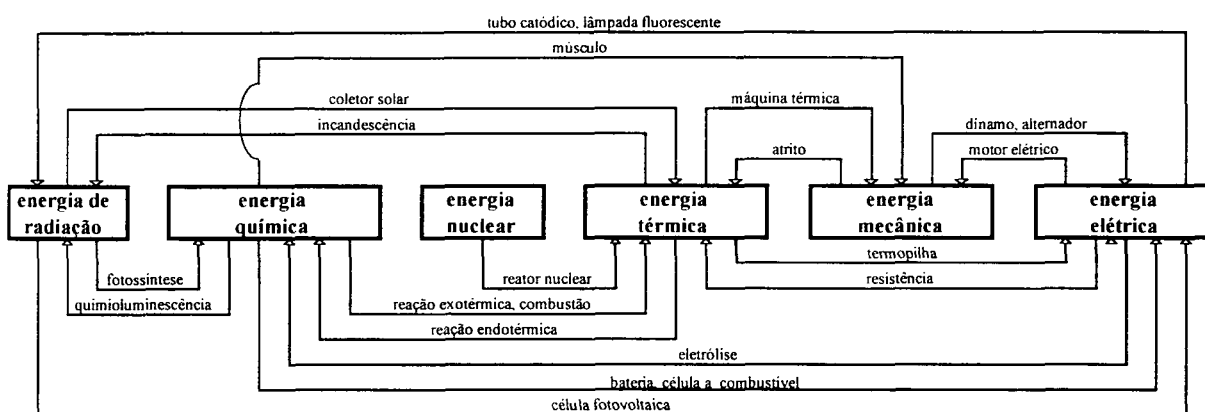 tubo catódico, lâmpada fluorescente
músculo
coletor solar
máquina térmica
incandescência
dínamo, alternador
atrito
motor elétrico
energia de
radiação
energia
química
energia
nuclear
energia
térmica
energia
mecânica
energia
elétrica
termopilha
fotossíntese
reator nuclear
resistência
quimioluminescência
reação exotérmica, combustão
reação endotérmica
eletrólise
bateria, célula a combustível
célula fotovoltaica